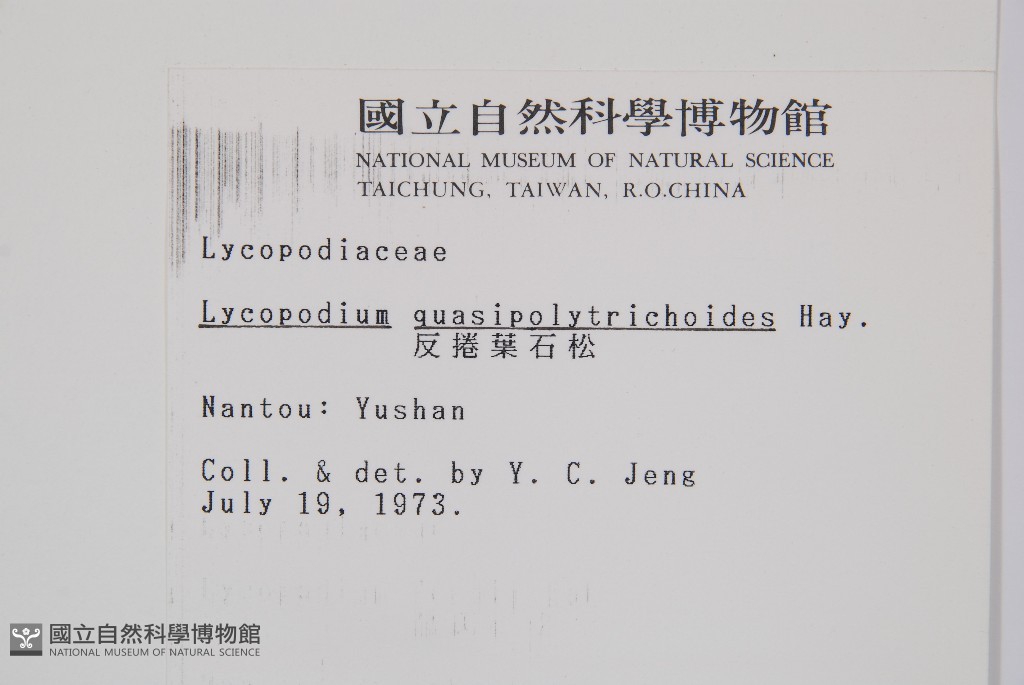 國立自然科學博物館
NATIONAL MUSEUM OF NATURAL SCIENCE
TAICHUNG, TAIWAN, R.O.CHINA
Lycopodiaceae
Lycopodium quasipolytrichoides Hay.
反捲葉石松
Nantou: Yushan
Coll. & det. by Y. C. Jeng
July 19, 1973.
國立自然科學博物館
NATIONAL MUSEUM OF NATURAL SCIENCE